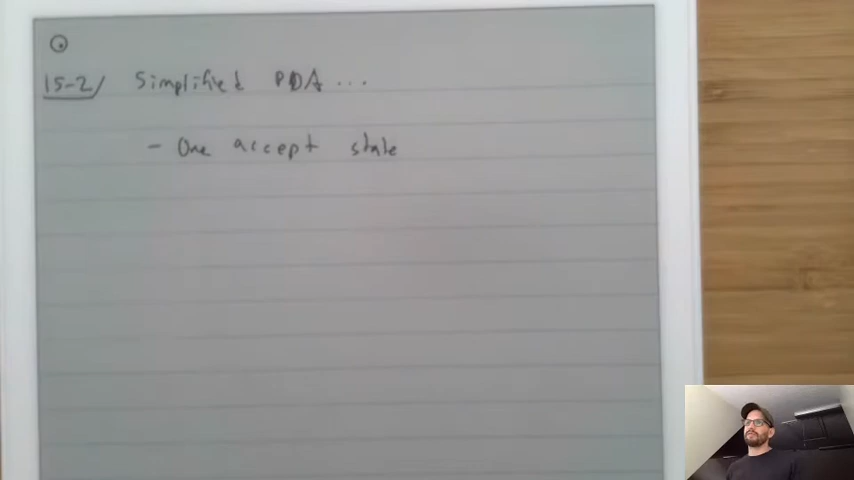 15-2/ Simplified PDA ...
- One accept state